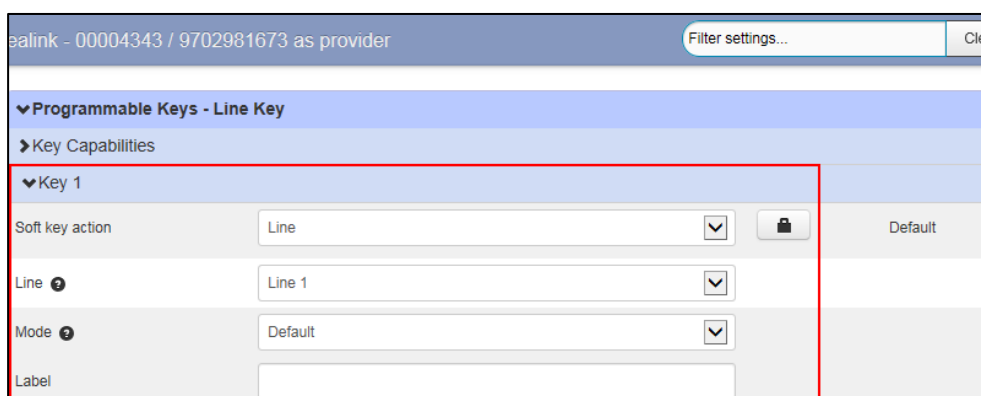 ealink - 00004343 / 9702981673 as provider
Filter settings...
Cle
Programmable Keys - Line Key
Key Capabilities
Key 1
Soft key action
Line
Default
Line
Line 1
Mode
Default
Label